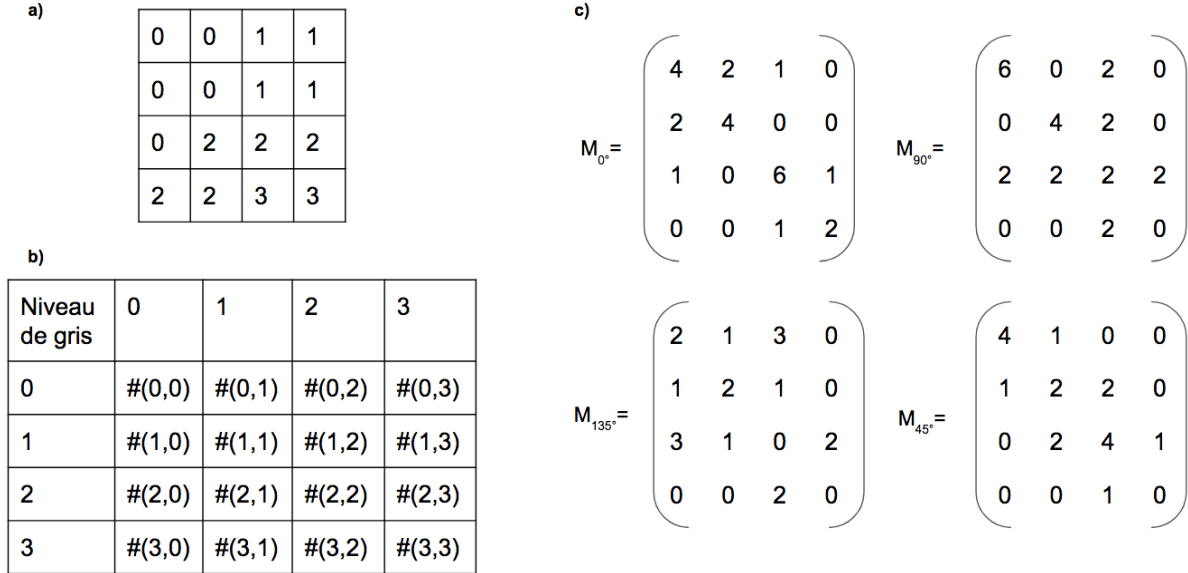 a)
0 0 1 1
0 0 1 1
0 2 2 2
2 2 3 3
b)
Niveau de gris 0 1 2 3
0 #(0,0) #(0,1) #(0,2) #(0,3)
1 #(1,0) #(1,1) #(1,2) #(1,3)
2 #(2,0) #(2,1) #(2,2) #(2,3)
3 #(3,0) #(3,1) #(3,2) #(3,3)
c)
M0°=
4 2 1 0
2 4 0 0
1 0 6 1
0 0 1 2
M90°=
6 0 2 0
0 4 2 0
2 2 2 2
0 0 2 0
M135°=
2 1 3 0
1 2 1 0
3 1 0 2
0 0 2 0
M45°=
4 1 0 0
1 2 2 0
0 2 4 1
0 0 1 0